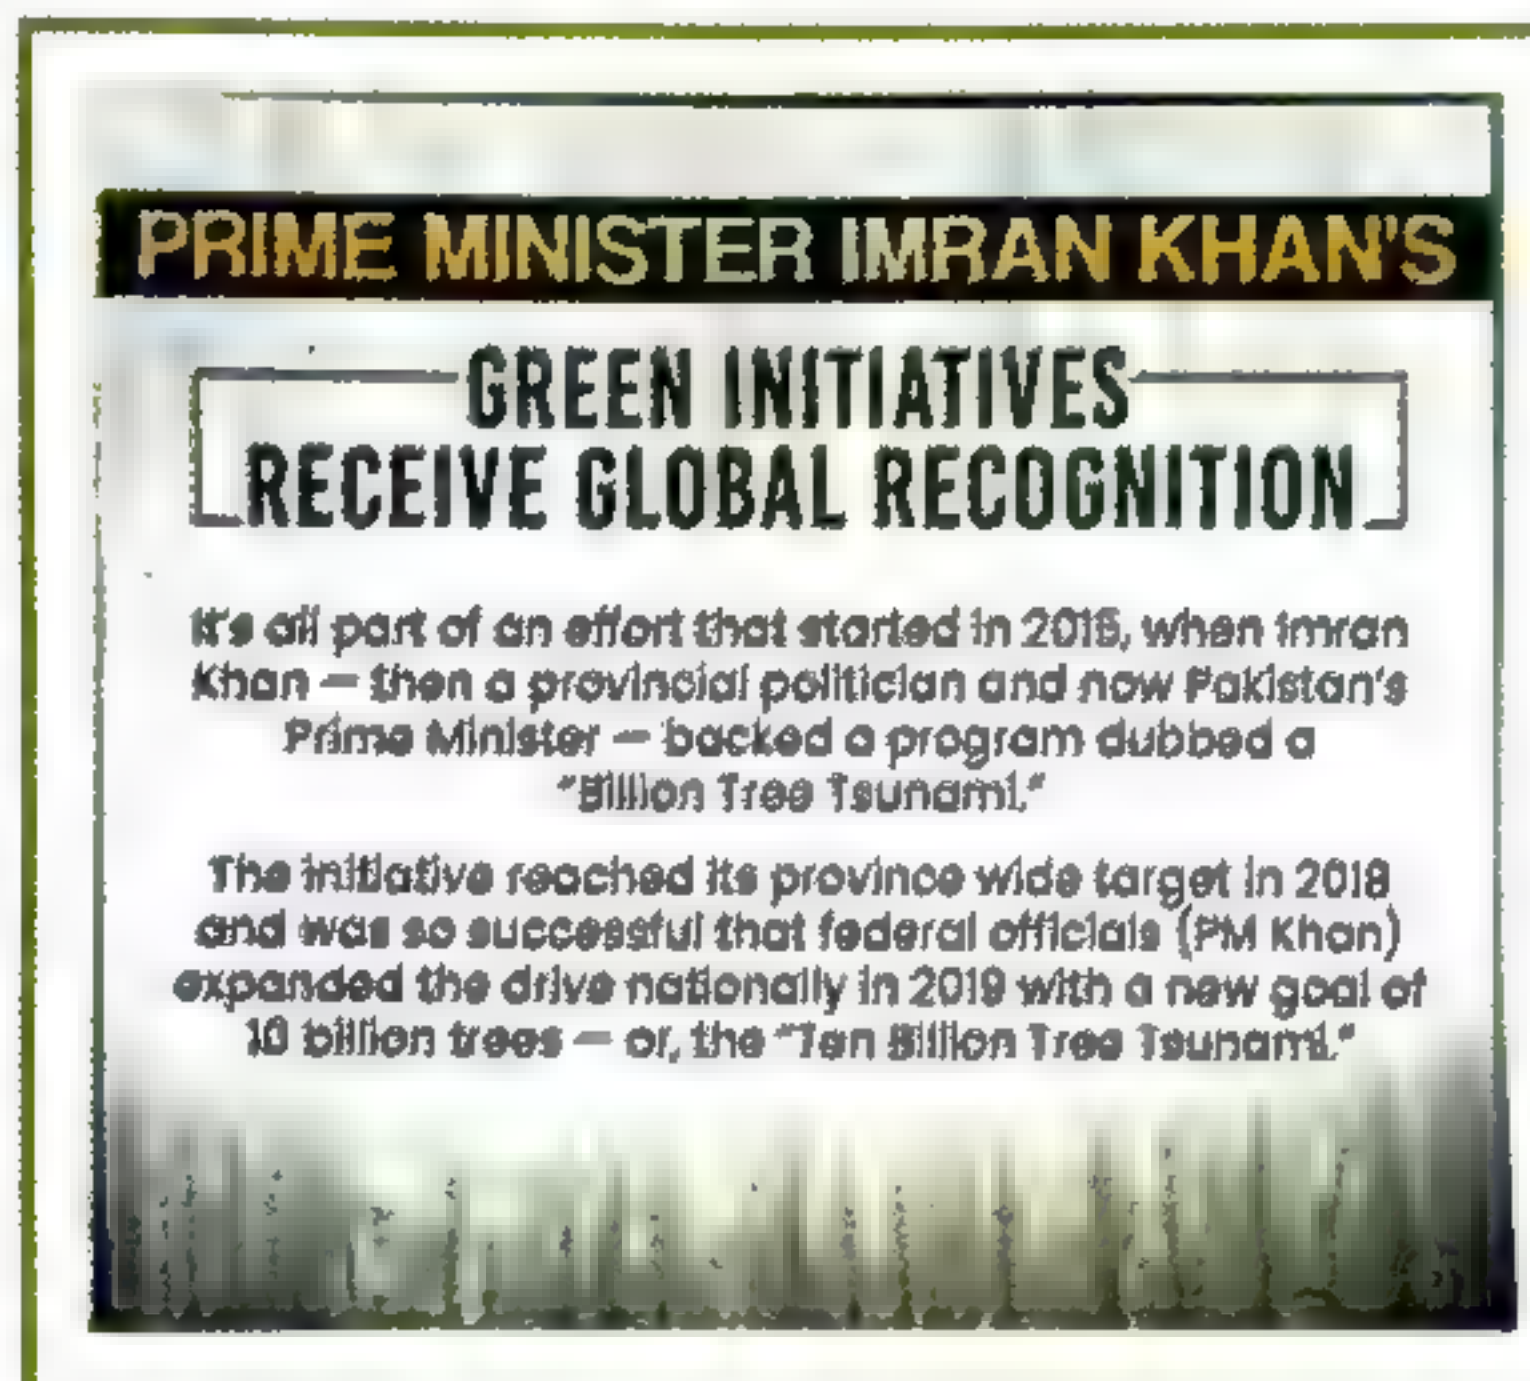 PRIME MINISTER IMRAN KHAN'S
GREEN INITIATIVES
RECEIVE GLOBAL RECOGNITION
It's all part of an effort that started in 2015, when Imran
Khan — then a provincial politician and now Pakistan's
Prime Minister — backed a program dubbed a
"Billion Tree Tsunami."
The initiative reached its province wide target in 2018
and was so successful that federal officials (PM Khan)
expanded the drive nationally in 2019 with a new goal of
10 billion trees — or, the "Ten Billion Tree Tsunami."